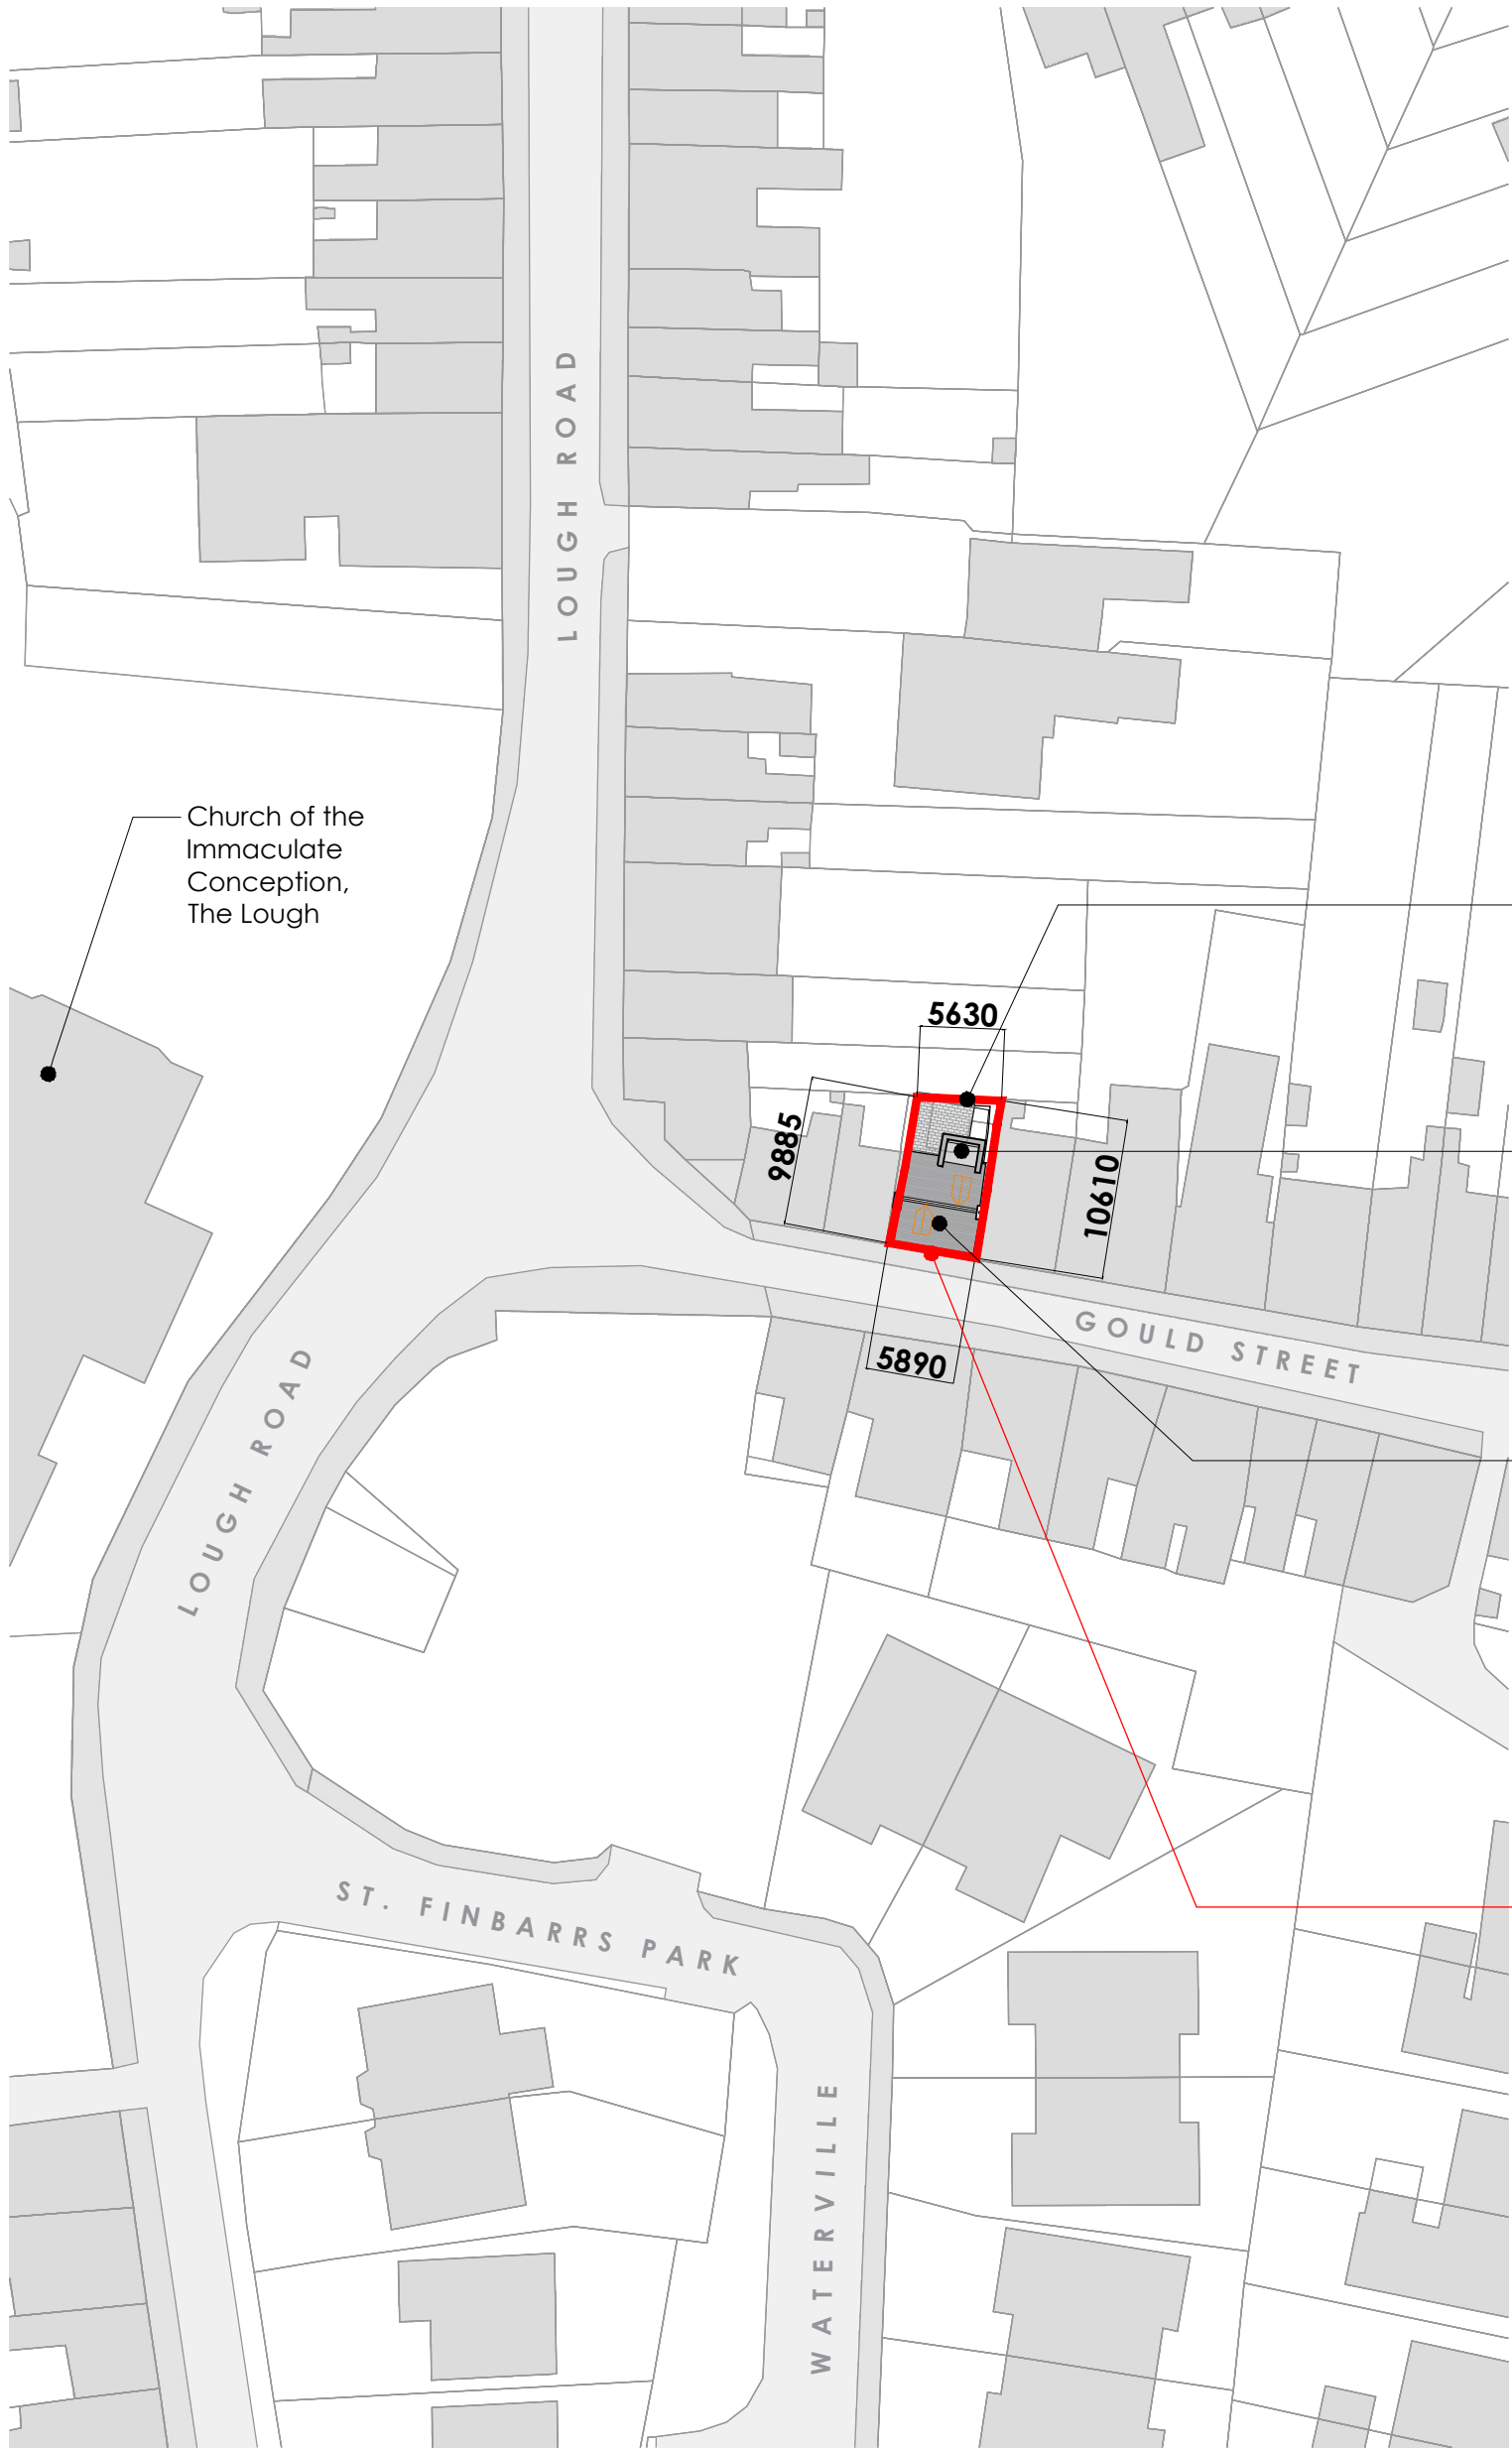 LOUGH ROAD
Church of the
Immaculate
Conception,
The Lough
5630
9885
10610
5890
GOULD STREET
LOUGH ROAD
ST. FINBARRS PARK
WATERVILLE